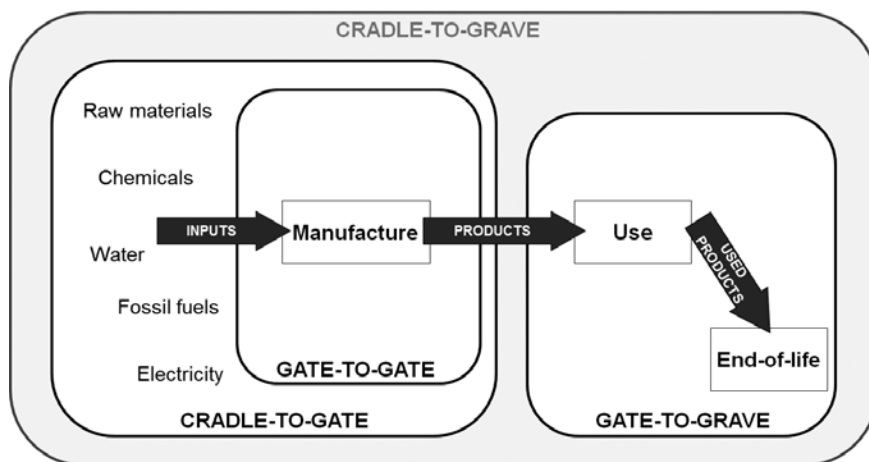 CRADLE-TO-GRAVE
Raw materials
Chemicals
INPUTS
Manufacture
PRODUCTS
Use
USED
PRODUCTS
Water
Fossil fuels
End-of-life
Electricity
GATE-TO-GATE
CRADLE-TO-GATE
GATE-TO-GRAVE